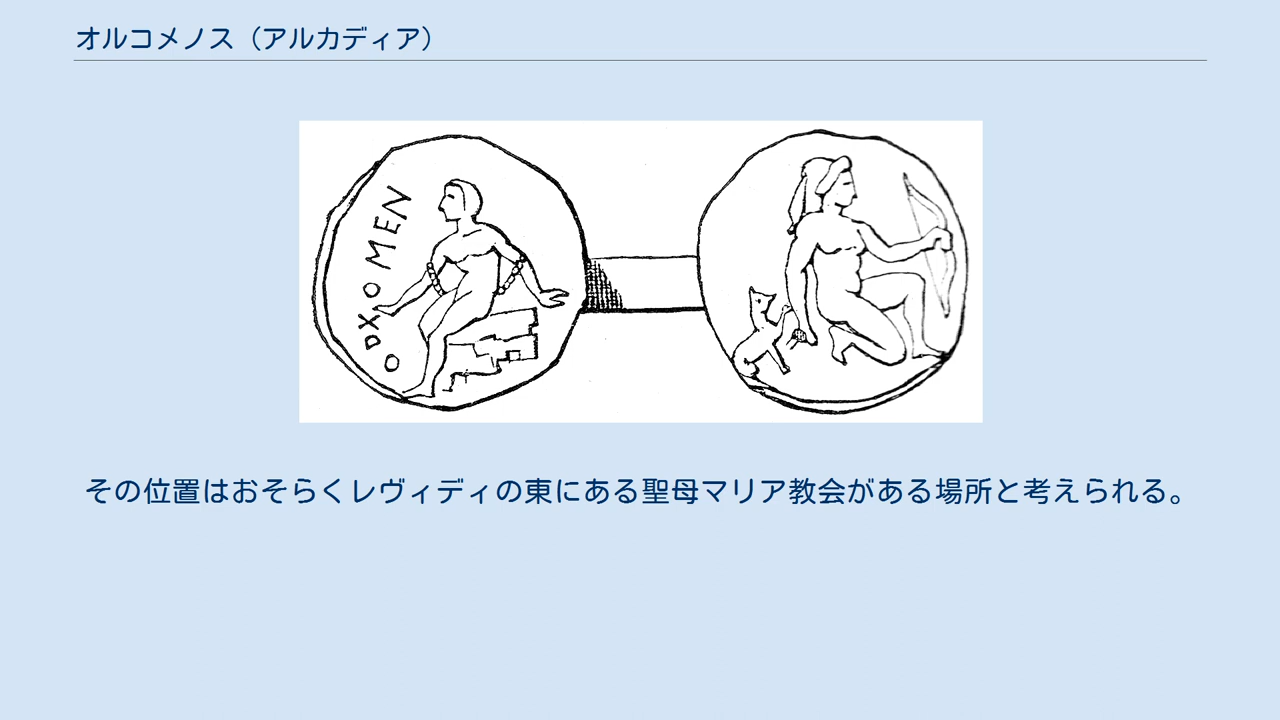 オルコメノス（アルカディア）
OPXOMEN
その位置はおそらくレヴィディの東にある聖母マリア教会がある場所と考えられる。